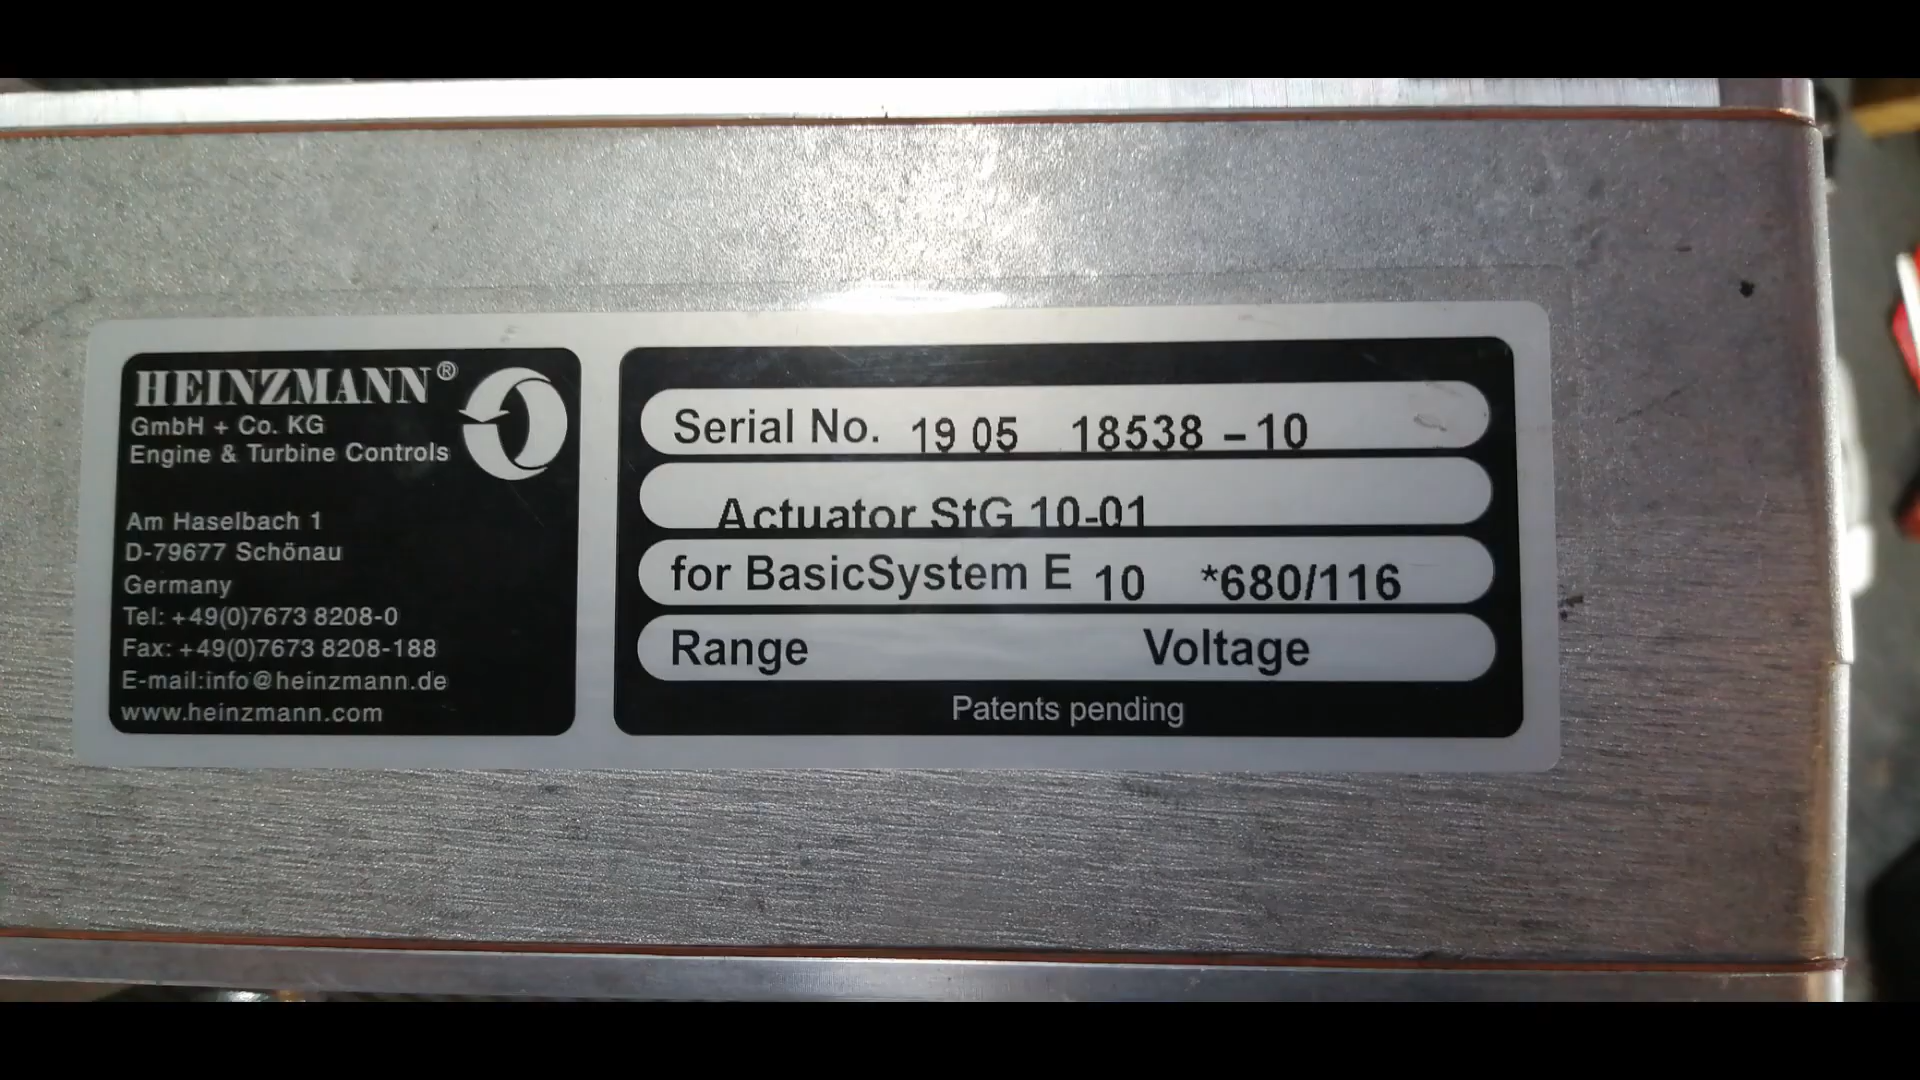 HEINZMANN®
GmbH + Co. KG
Engine & Turbine Controls
Am Haselbach 1
D-79677 Schönau
Germany
Tel: +49(0)7673 8208-0
Fax: +49(0)7673 8208-188
E-mail:info@heinzmann.de
www.heinzmann.com
Serial No. 19 05 18538 - 10
Actuator StG 10-01
for BasicSystem E 10 *680/116
Range Voltage
Patents pending